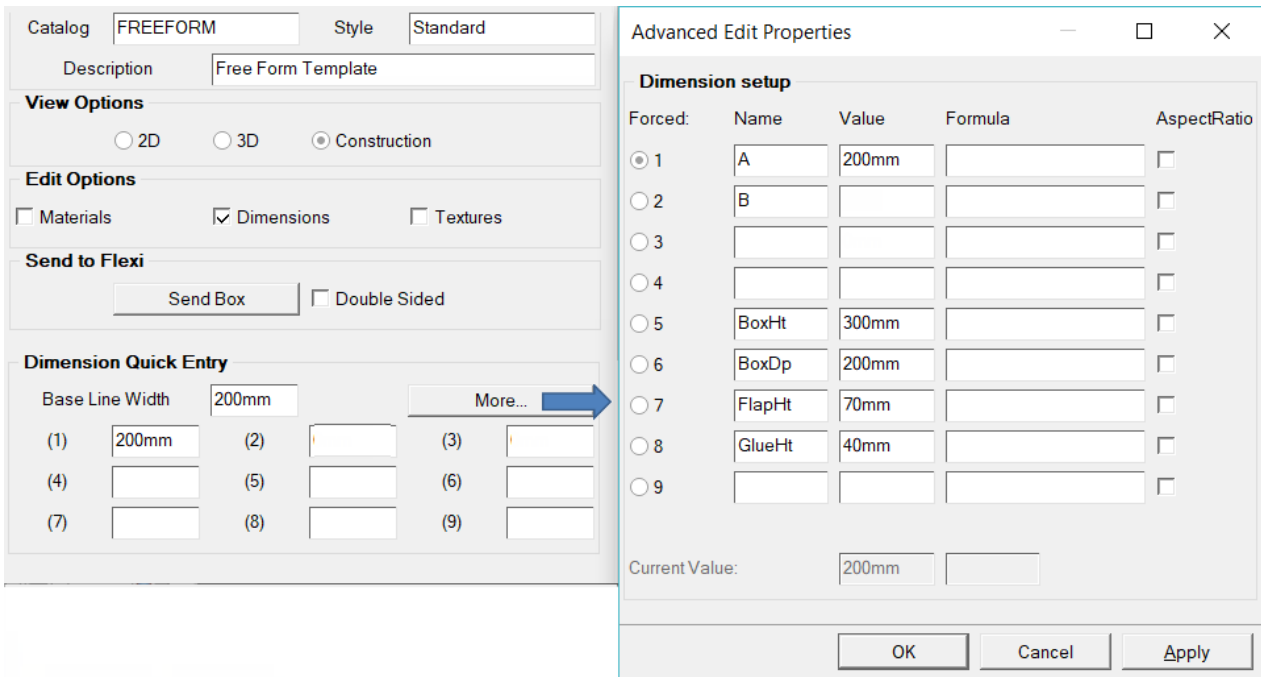 Catalog FREEFORM Style Standard
Description Free Form Template
View Options
2D 3D Construction
Edit Options
Materials Dimensions Textures
Send to Flexi
Send Box Double Sided
Dimension Quick Entry
Base Line Width 200mm More...
(1) 200mm (2) (3)
(4) (5) (6)
(7) (8) (9)
Advanced Edit Properties
Dimension setup
Forced: Name Value Formula AspectRatio
1 A 200mm
2 B
3
4
5 BoxHt 300mm
6 BoxDp 200mm
7 FlapHt 70mm
8 GlueHt 40mm
9
Current Value: 200mm
OK Cancel Apply